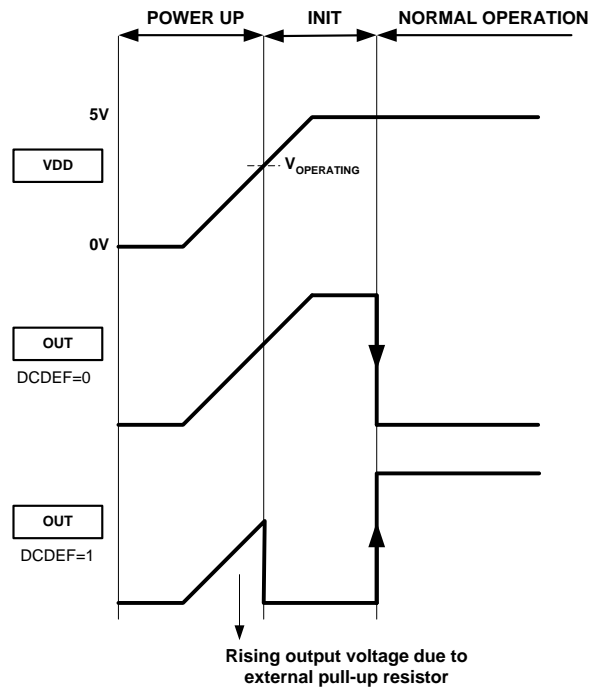 POWER UP INIT NORMAL OPERATION
5V
VDD
V OPERATING
0V
OUT
DCDEF=0
OUT
DCDEF=1
Rising output voltage due to
external pull-up resistor